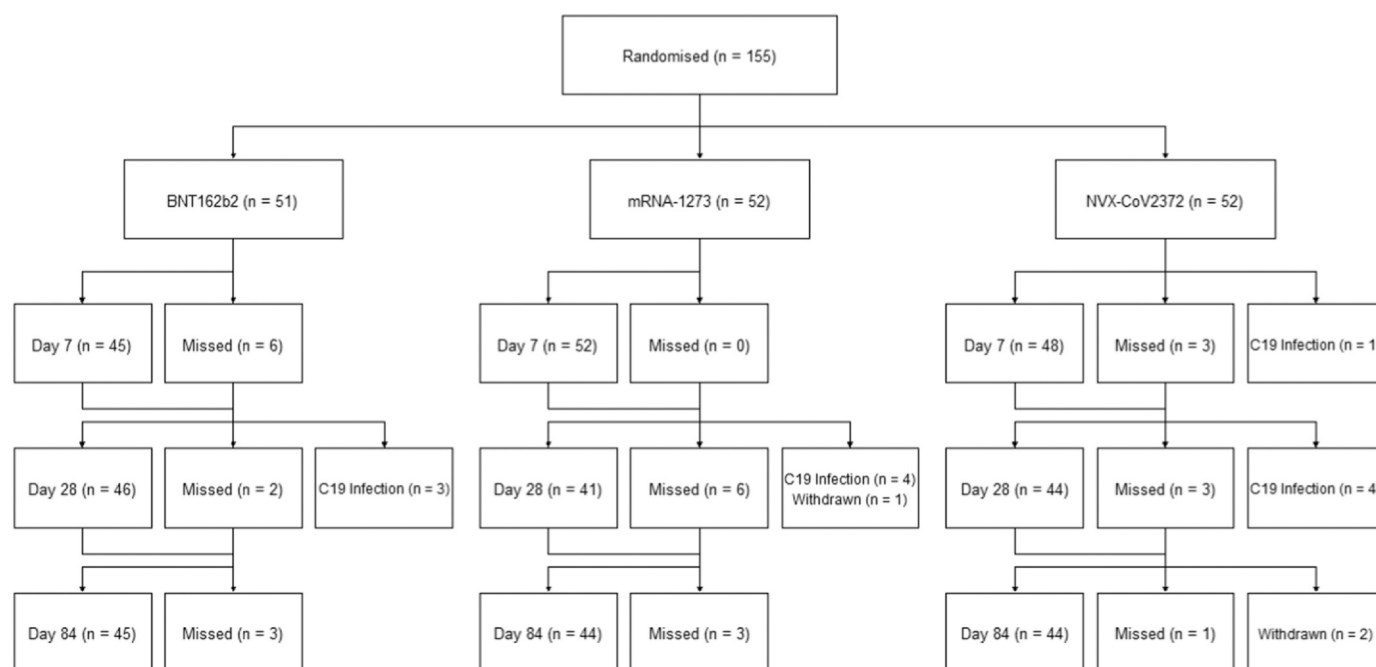 Randomised (n = 155)
BNT162b2 (n = 51)
mRNA-1273 (n = 52)
NVX-CoV2372 (n = 52)
Day 7 (n = 45)
Missed (n = 6)
Day 7 (n = 52)
Missed (n = 0)
Day 7 (n = 48)
Missed (n = 3)
C19 Infection (n = 1
Day 28 (n = 46)
Missed (n = 2)
C19 Infection (n = 3)
Day 28 (n = 41)
Missed (n = 6)
C19 Infection (n = 4)
Withdrawn (n = 1)
Day 28 (n = 44)
Missed (n = 3)
C19 Infection (n = 4
Day 84 (n = 45)
Missed (n = 3)
Day 84 (n = 44)
Missed (n = 3)
Day 84 (n = 44)
Missed (n = 1)
Withdrawn (n = 2)